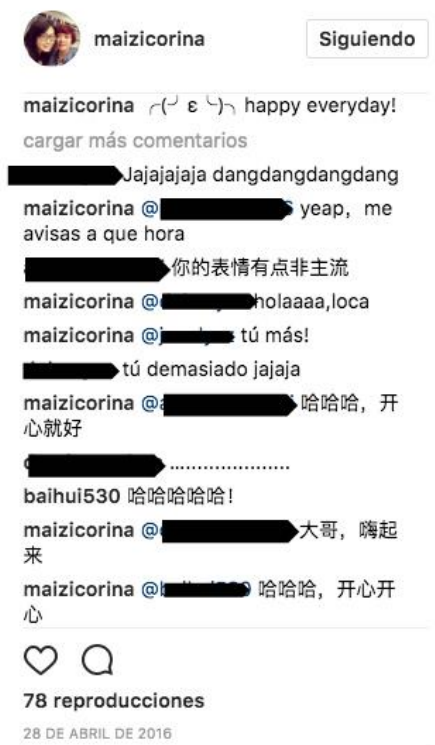 maizicorina
Siguiendo
maizicorina ╭(╯ε╰)╮ happy everyday!
cargar más comentarios
Jajajajaja dangdangdangdang
maizicorina @ yeap，me
avisas a que hora
你的表情有点非主流
maizicorina @ holaaaa,loca
maizicorina @ tú más!
tú demasiado jajaja
maizicorina @ 哈哈哈，开
心就好
.....................
baihui530 哈哈哈哈哈！
maizicorina @ 大哥，嗨起
来
maizicorina @ 哈哈哈，开心开
心
78 reproducciones
28 DE ABRIL DE 2016